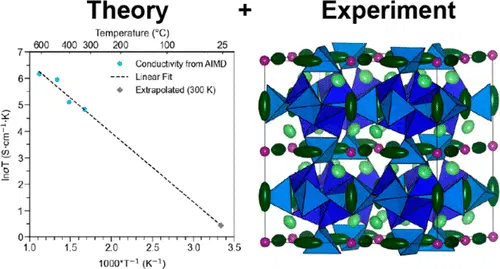 Theory + Experiment
Temperature (°C)
600 400 300 200 100 25
Conductivity from AIMD
Linear Fit
Extrapolated (300 K)
lnσT (S·cm⁻¹·K)
7
6
5
4
3
2
1
0
1.0 1.5 2.0 2.5 3.0 3.5
1000*T⁻¹ (K⁻¹)